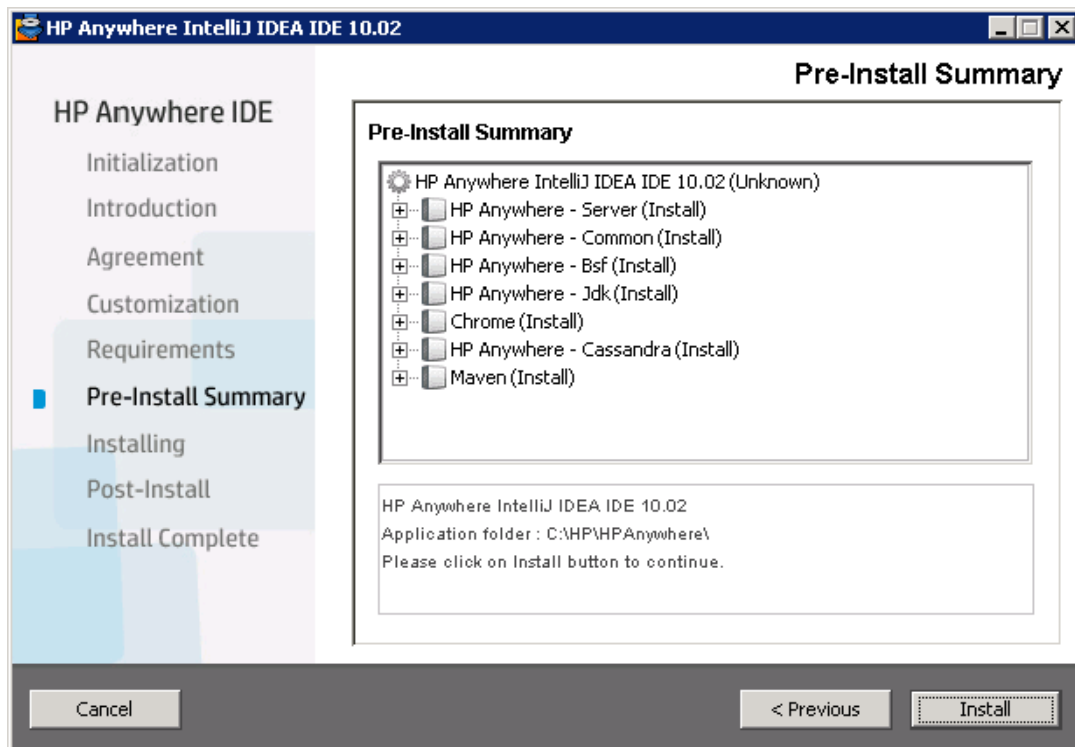 HP Anywhere IntelliJ IDEA IDE 10.02
Pre-Install Summary
HP Anywhere IDE
Initialization
Introduction
Agreement
Customization
Requirements
Pre-Install Summary
Installing
Post-Install
Install Complete
Pre-Install Summary
HP Anywhere IntelliJ IDEA IDE 10.02 (Unknown)
HP Anywhere - Server (Install)
HP Anywhere - Common (Install)
HP Anywhere - Bsf (Install)
HP Anywhere - Jdk (Install)
Chrome (Install)
HP Anywhere - Cassandra (Install)
Maven (Install)
HP Anywhere IntelliJ IDEA IDE 10.02
Application folder : C:\HP\HPAnywhere\
Please click on Install button to continue.
Cancel
< Previous
Install